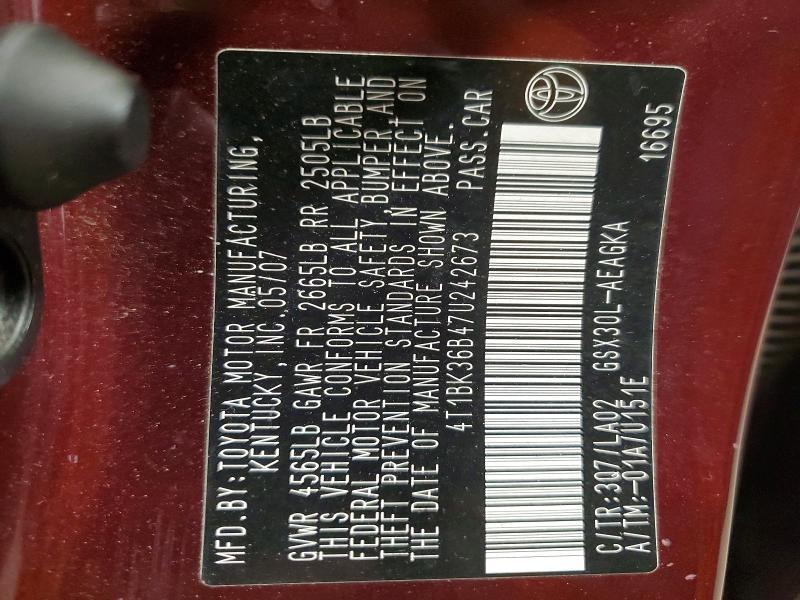 MFD.BY:TOYOTA MOTOR MANUFACTURING,
KENTUCKY, INC. 05/07
GVWR 4565LB GAWR FR 2665LB RR 2505LB
THIS VEHICLE CONFORMS TO ALL APPLICABLE
FEDERAL MOTOR VEHICLE SAFETY, BUMPER AND
THEFT PREVENTION STANDARDS IN EFFECT ON
THE DATE OF MANUFACTURE SHOWN ABOVE.
4T1BK36B47U242673 PASS.CAR
C/TR:3Q7/LA02 GSX30L-AEAGKA
A/TM:-01A/U151E 16695